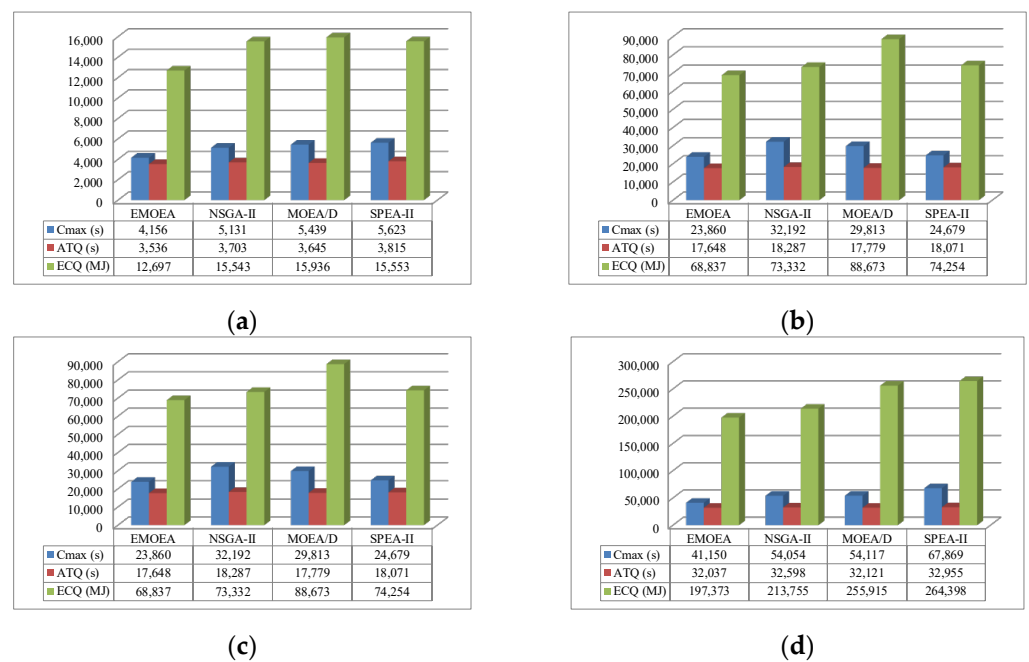 16,000
14,000
12,000
10,000
8,000
6,000
4,000
2,000
0
EMOEA NSGA-II MOEA/D SPEA-II
Cmax (s) 4,156 5,131 5,439 5,623
ATQ (s) 3,536 3,703 3,645 3,815
ECQ (MJ) 12,697 15,543 15,936 15,553
(a)
90,000
80,000
70,000
60,000
50,000
40,000
30,000
20,000
10,000
0
EMOEA NSGA-II MOEA/D SPEA-II
Cmax (s) 23,860 32,192 29,813 24,679
ATQ (s) 17,648 18,287 17,779 18,071
ECQ (MJ) 68,837 73,332 88,673 74,254
(b)
90,000
80,000
70,000
60,000
50,000
40,000
30,000
20,000
10,000
0
EMOEA NSGA-II MOEA/D SPEA-II
Cmax (s) 23,860 32,192 29,813 24,679
ATQ (s) 17,648 18,287 17,779 18,071
ECQ (MJ) 68,837 73,332 88,673 74,254
(c)
300,000
250,000
200,000
150,000
100,000
50,000
0
EMOEA NSGA-II MOEA/D SPEA-II
Cmax (s) 41,150 54,054 54,117 67,869
ATQ (s) 32,037 32,598 32,121 32,955
ECQ (MJ) 197,373 213,755 255,915 264,398
(d)